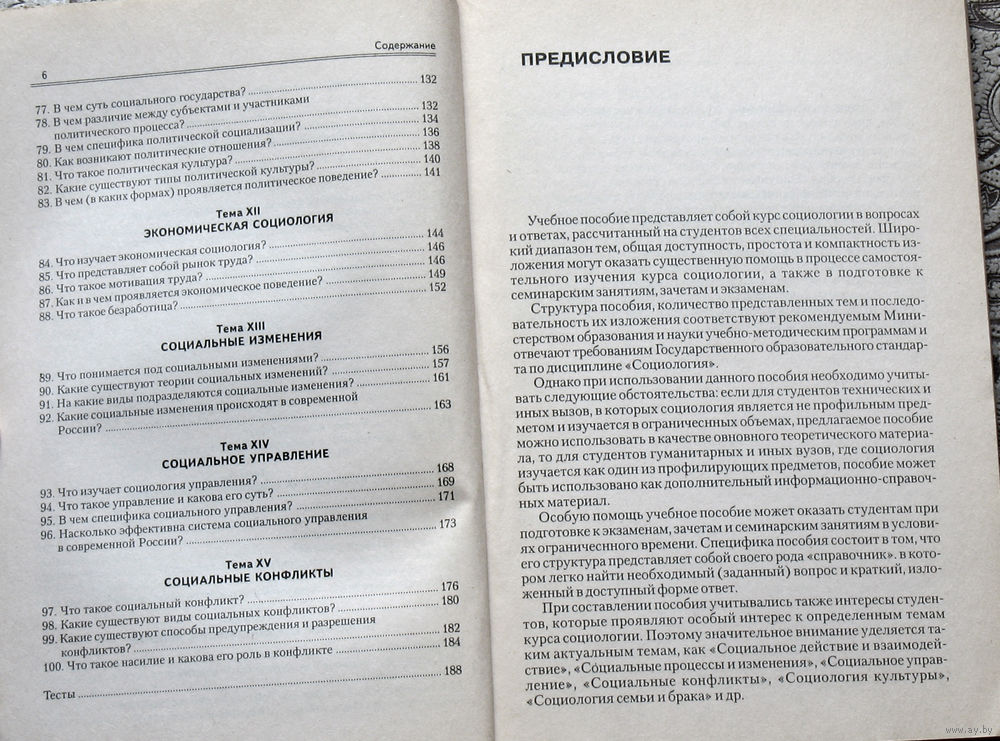 Содержание
6
77. В чем суть социального государства? 132
78. В чем различие между субъектами и участниками
политического процесса? 132
79. В чем специфика политической социализации? 134
80. Как возникают политические отношения? 136
81. Что такое политическая культура? 138
82. Какие существуют типы политической культуры? 140
83. В чем (в каких формах) проявляется политическое поведение? 141
Тема XII
ЭКОНОМИЧЕСКАЯ СОЦИОЛОГИЯ
84. Что изучает экономическая социология? 144
85. Что представляет собой рынок труда? 146
86. Что такое мотивация труда? 146
87. Как и в чем проявляется экономическое поведение? 149
88. Что такое безработица? 152
Тема XIII
СОЦИАЛЬНЫЕ ИЗМЕНЕНИЯ
89. Что понимается под социальными изменениями? 156
90. Какие существуют теории социальных изменений? 157
91. На какие виды подразделяются социальные изменения? 161
92. Какие социальные изменения происходят в современной
России? 163
Тема XIV
СОЦИАЛЬНОЕ УПРАВЛЕНИЕ
93. Что изучает социология управления? 168
94. Что такое управление и какова его суть? 169
95. В чем специфика социального управления? 171
96. Насколько эффективна система социального управления
в современной России? 173
Тема XV
СОЦИАЛЬНЫЕ КОНФЛИКТЫ
97. Что такое социальный конфликт? 176
98. Какие существуют виды социальных конфликтов? 180
99. Какие существуют способы предупреждения и разрешения
конфликтов? 182
100. Что такое насилие и какова его роль в конфликте 184
Тесты 188
ПРЕДИСЛОВИЕ
Учебное пособие представляет собой курс социологии в вопросах
и ответах, рассчитанный на студентов всех специальностей. Широ-
кий диапазон тем, общая доступность, простота и компактность из-
ложения могут оказать существенную помощь в процессе самостоя-
тельного изучения курса социологии, а также в подготовке к
семинарским занятиям, зачетам и экзаменам.
Структура пособия, количество представленных тем и последо-
вательность их изложения соответствуют рекомендуемым Мини-
стерством образования и науки учебно-методическим программам и
отвечают требованиям Государственного образовательного стандар-
та по дисциплине «Социология».
Однако при использовании данного пособия необходимо учиты-
вать следующие обстоятельства: если для студентов технических и
иных вузов, в которых социология является не профильным пред-
метом и изучается в ограниченных объемах, предлагаемое пособие
можно использовать в качестве овновного теоретического материа-
ла, то для студентов гуманитарных и иных вузов, где социология
изучается как один из профилирующих предметов, пособие может
быть использовано как дополнительный информационно-справоч-
ных материал.
Особую помощь учебное пособие может оказать студентам при
подготовке к экзаменам, зачетам и семинарским занятиям в услови-
ях ограниченного времени. Специфика пособия состоит в том, что
его структура представляет собой своего рода «справочник». в кото-
ром легко найти необходимый (заданный) вопрос и краткий, изло-
женный в доступный форме ответ.
При составлении пособия учитывались также интересы студен-
тов, которые проявляют особый интерес к определенным темам
курса социологии. Поэтому значительное внимание уделяется та-
ким актуальным темам, как «Социальное действие и взаимодей-
ствие», «Социальные процессы и изменения», «Социальное управ-
ление», «Социальные конфликты», «Социология культуры»,
«Социология семьи и брака» и др.
www.ay.by